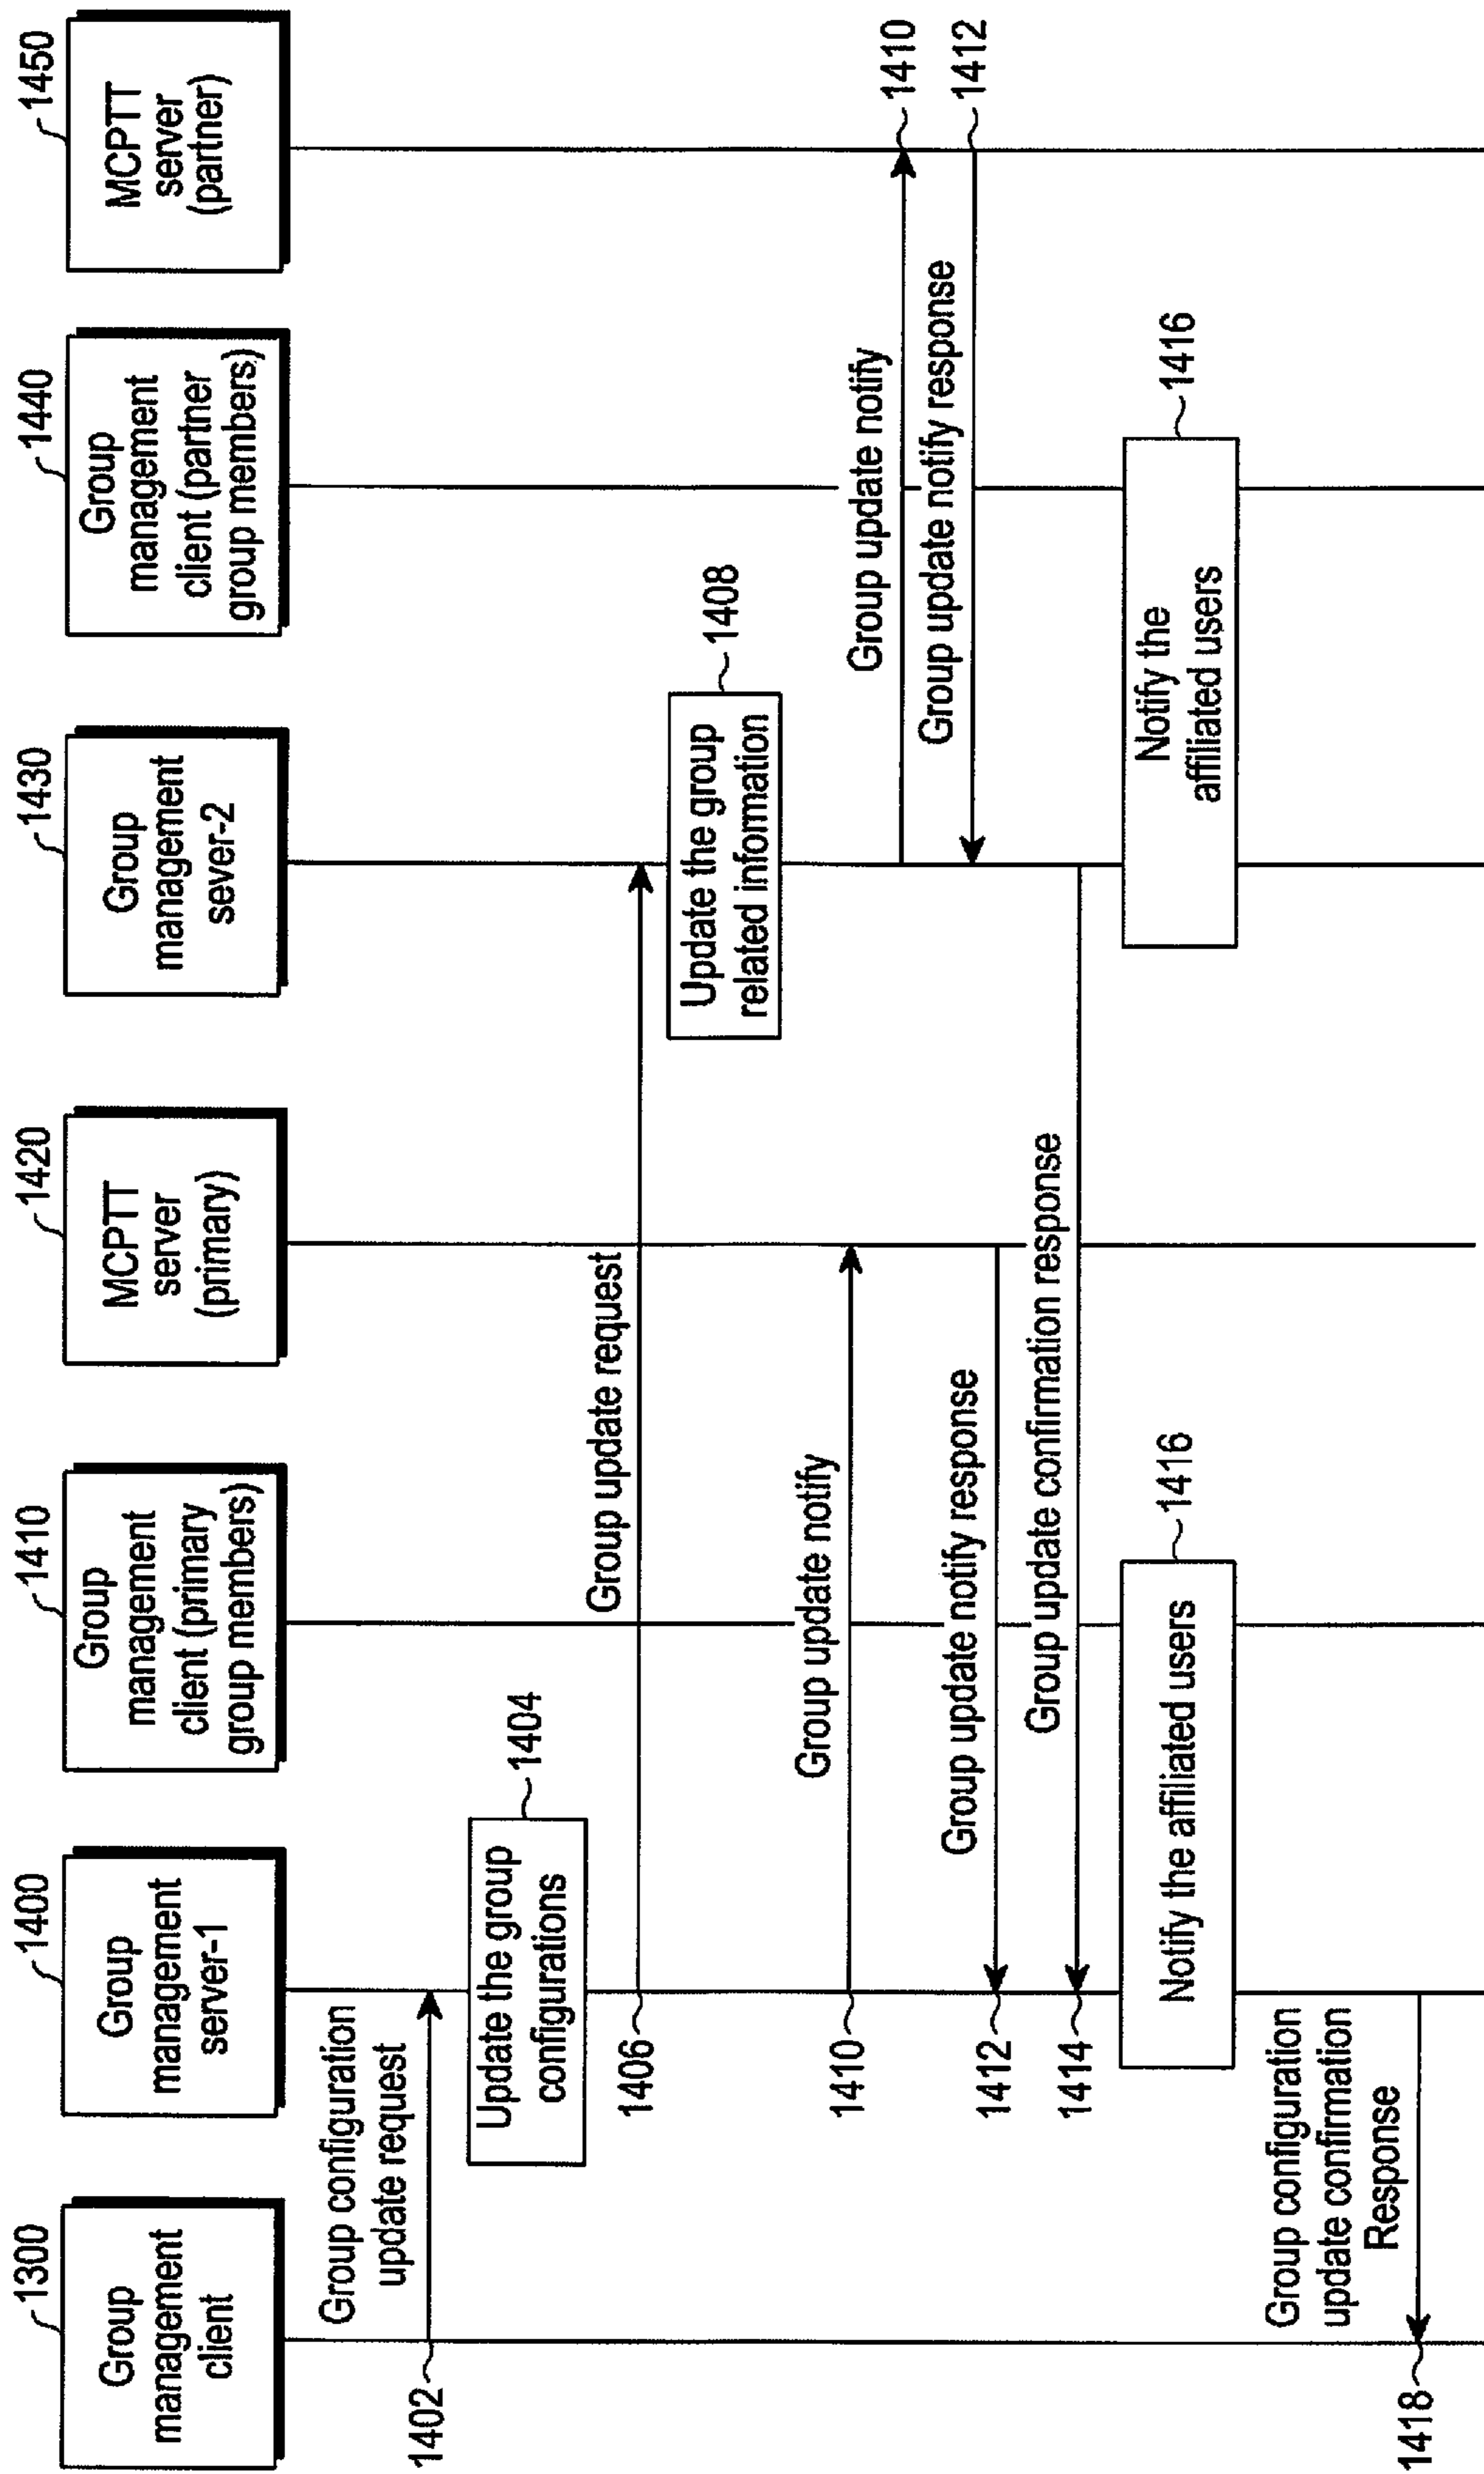 1300
Group
management
client
1400
Group
management
server-1
1410
Group
management
client (primary
group members)
1420
MCPTT
server
(primary)
1430
Group
management
sever-2
1440
Group
management
client (partner
group members)
1450
MCPTT
server
(partner)
Group configuration
update request
1402
Update the group
configurations
1404
Group update request
1406
Update the group
related information
1408
Group update notify
1410
Group update notify
1410
Group update notify response
1412
Group update notify response
1412
Group update confirmation response
1414
Notify the affiliated users
1416
Notify the
affiliated users
1416
Group configuration
update confirmation
Response
1418